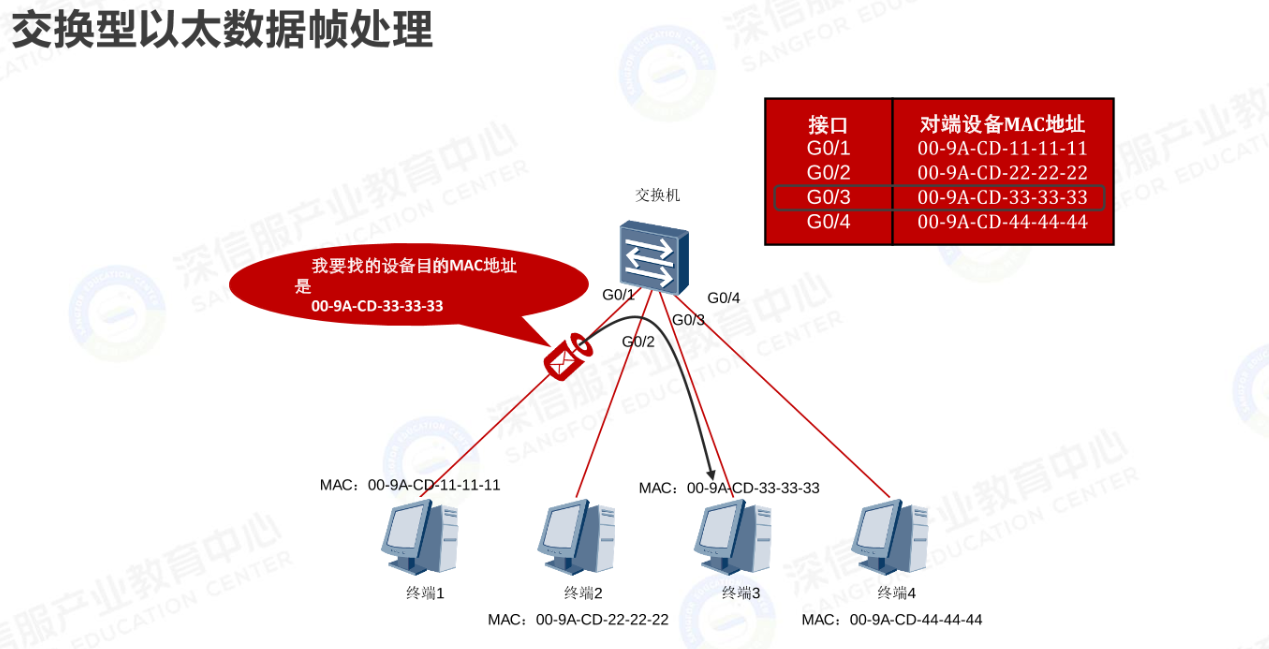 交换型以太数据帧处理
接口 对端设备MAC地址
G0/1 00-9A-CD-11-11-11
G0/2 00-9A-CD-22-22-22
G0/3 00-9A-CD-33-33-33
G0/4 00-9A-CD-44-44-44
交换机
我要找的设备目的MAC地址
是
00-9A-CD-33-33-33
G0/1
G0/4
G0/3
G0/2
MAC：00-9A-CD-11-11-11
MAC：00-9A-CD-33-33-33
终端1
终端2
终端3
终端4
MAC：00-9A-CD-22-22-22
MAC：00-9A-CD-44-44-44
深信服产业教育中心
SANGFOR EDUCATION CENTER